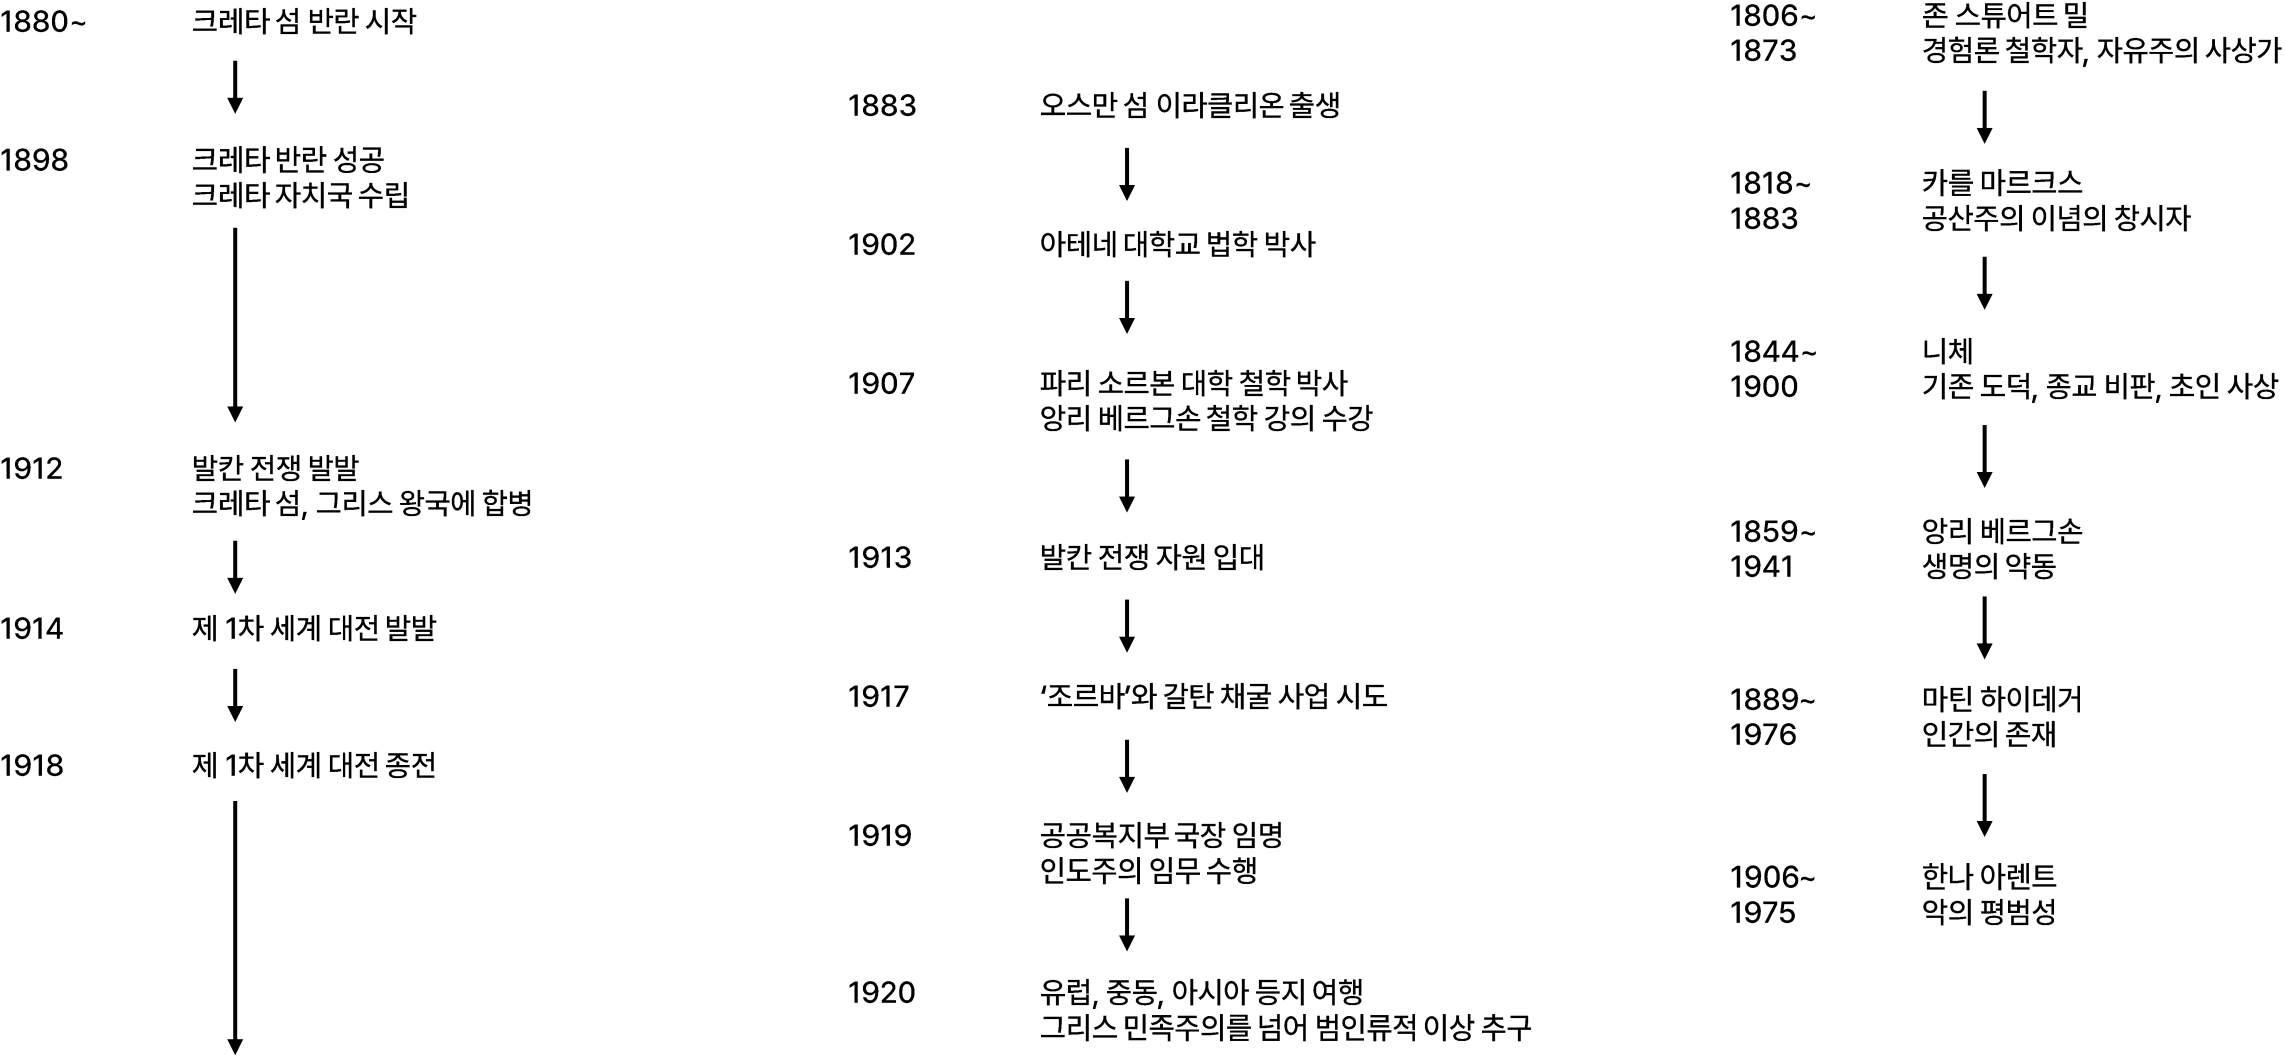 1880~ 크레타 섬 반란 시작
1898 크레타 반란 성공
크레타 자치국 수립
1912 발칸 전쟁 발발
크레타 섬, 그리스 왕국에 합병
1914 제 1차 세계 대전 발발
1918 제 1차 세계 대전 종전
1883 오스만 섬 이라클리온 출생
1902 아테네 대학교 법학 박사
1907 파리 소르본 대학 철학 박사
앙리 베르그손 철학 강의 수강
1913 발칸 전쟁 자원 입대
1917 ‘조르바’와 갈탄 채굴 사업 시도
1919 공공복지부 국장 임명
인도주의 임무 수행
1920 유럽, 중동, 아시아 등지 여행
그리스 민족주의를 넘어 범인류적 이상 추구
1806~ 존 스튜어트 밀
1873 경험론 철학자, 자유주의 사상가
1818~ 카를 마르크스
1883 공산주의 이념의 창시자
1844~ 니체
1900 기존 도덕, 종교 비판, 초인 사상
1859~ 앙리 베르그손
1941 생명의 약동
1889~ 마틴 하이데거
1976 인간의 존재
1906~ 한나 아렌트
1975 악의 평범성